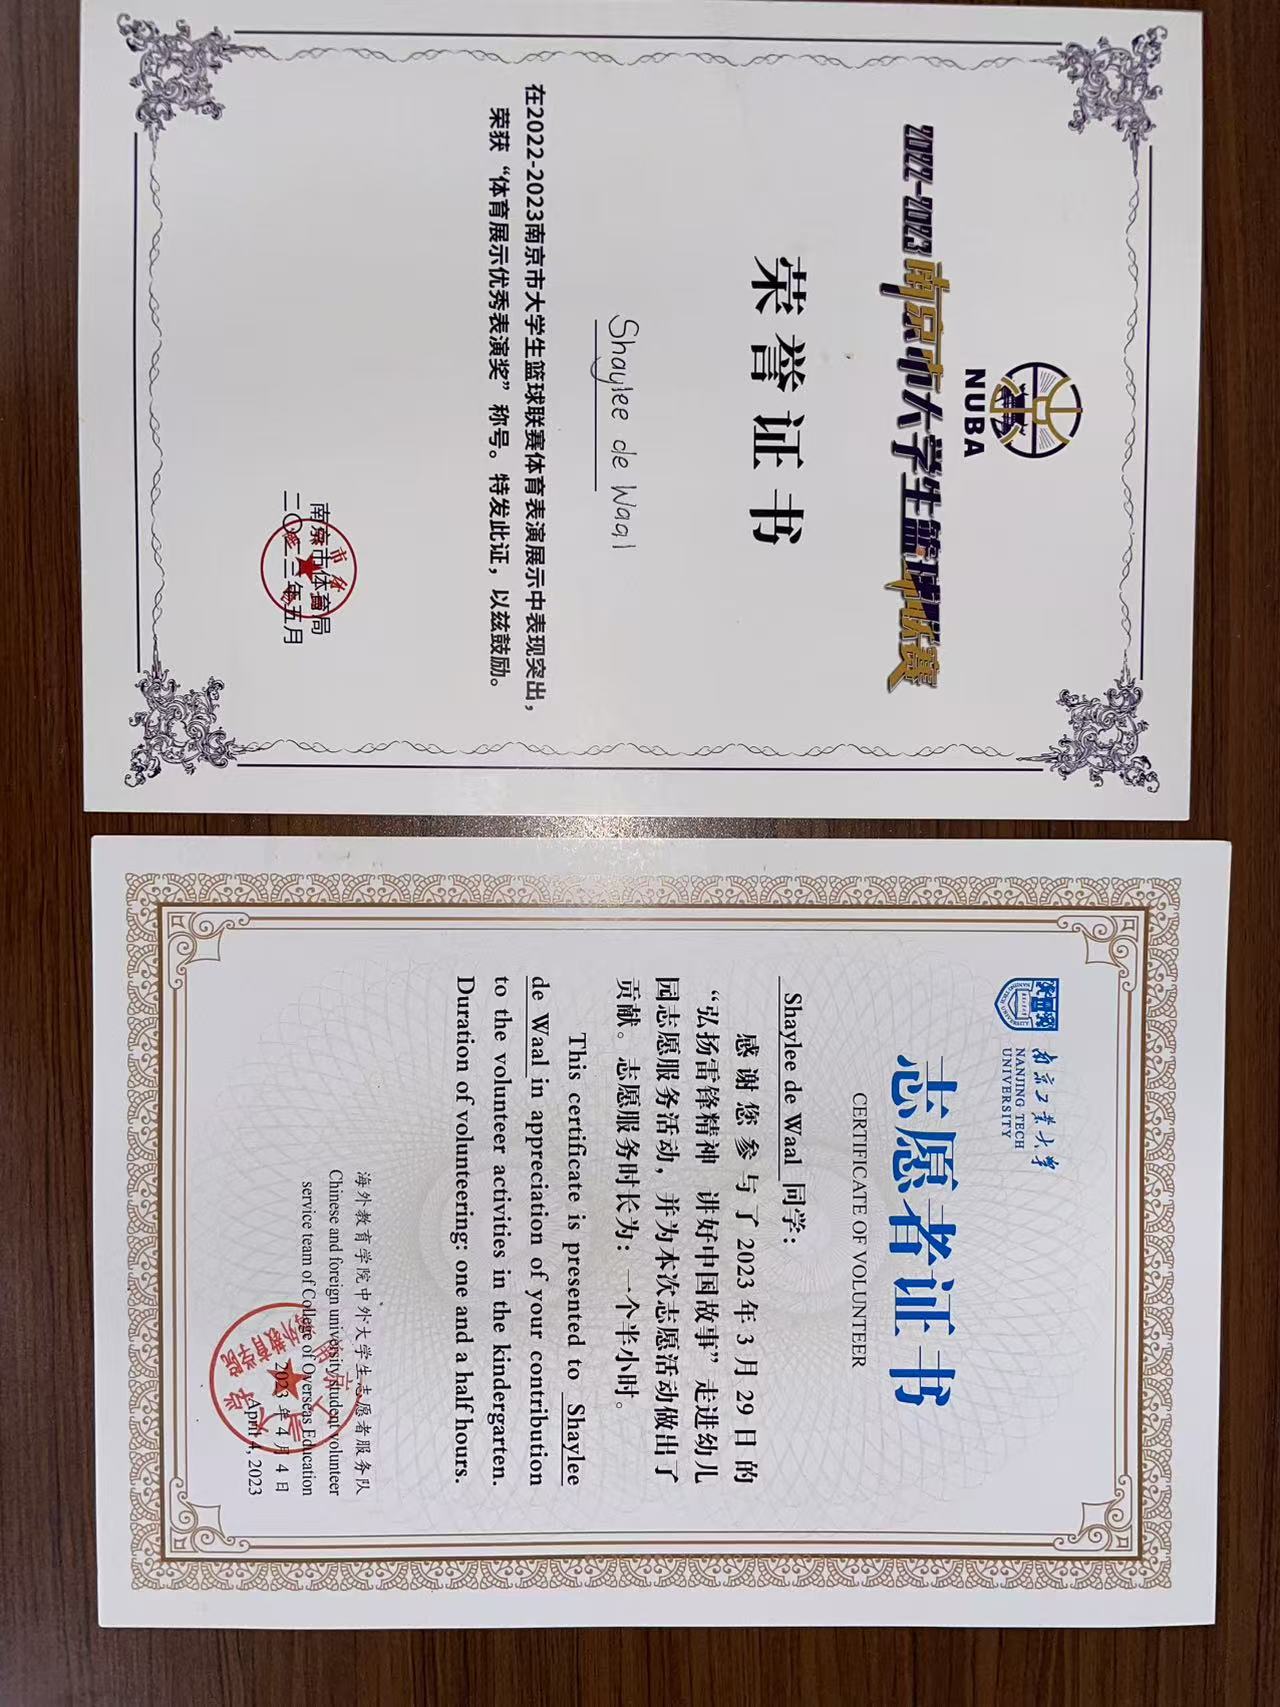 NUBA
2022-2023南京市大学生篮球联赛
荣誉证书
Shaylee de Waal
在2022-2023南京市大学生篮球联赛体育表演展示中表现突出，
荣获“体育展示优秀表演奖”称号。特发此证，以兹鼓励。
南京市体育局
二〇二三年五月
南京工业大学
NANJING TECH
UNIVERSITY
志愿者证书
CERTIFICATE OF VOLUNTEER
Shaylee de Waal 同学：
感谢您参与了2023年3月29日的
“弘扬雷锋精神 讲好中国故事”走进幼儿
园志愿服务活动，并为本次志愿活动做出了
贡献。志愿服务时长为：一个半小时。
This certificate is presented to Shaylee
de Waal in appreciation of your contribution
to the volunteer activities in the kindergarten.
Duration of volunteering: one and a half hours.
海外教育学院中外大学生志愿者服务队
Chinese and foreign university student volunteer
service team of College of Overseas Education
2023年4月4日
April 4, 2023